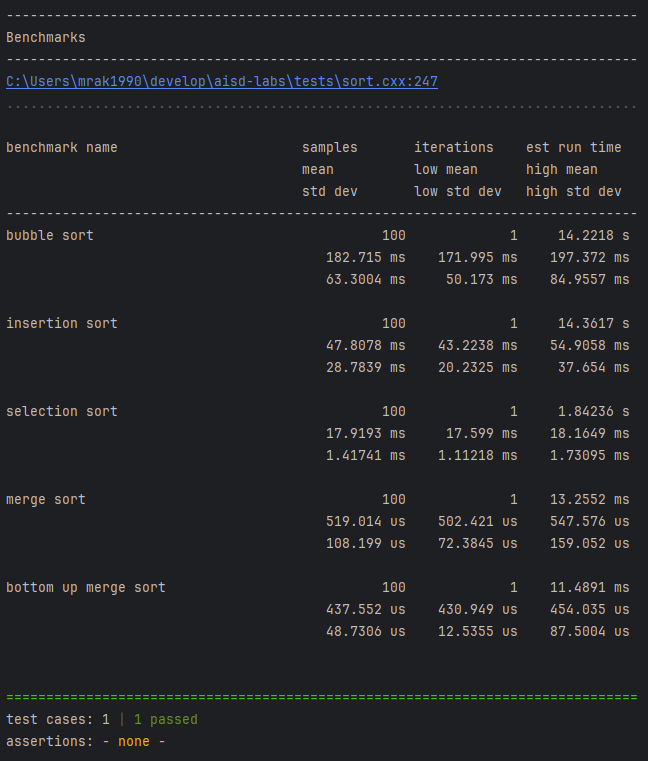 -------------------------------------------------------------------------------
Benchmarks
-------------------------------------------------------------------------------
C:\Users\mrak1990\develop\aisd-labs\tests\sort.cxx:247
...............................................................................
benchmark name                       samples       iterations    est run time
                                     mean          low mean      high mean
                                     std dev       low std dev   high std dev
-------------------------------------------------------------------------------
bubble sort                                    100             1     14.2218 s
                                        182.715 ms    171.995 ms    197.372 ms
                                        63.3004 ms     50.173 ms    84.9557 ms
insertion sort                                 100             1     14.3617 s
                                        47.8078 ms    43.2238 ms    54.9058 ms
                                        28.7839 ms    20.2325 ms     37.654 ms
selection sort                                 100             1     1.84236 s
                                        17.9193 ms     17.599 ms    18.1649 ms
                                        1.41741 ms    1.11218 ms    1.73095 ms
merge sort                                     100             1    13.2552 ms
                                        519.014 us    502.421 us    547.576 us
                                        108.199 us    72.3845 us    159.052 us
bottom up merge sort                           100             1    11.4891 ms
                                        437.552 us    430.949 us    454.035 us
                                        48.7306 us    12.5355 us    87.5004 us
===============================================================================
test cases: 1 | 1 passed
assertions: - none -